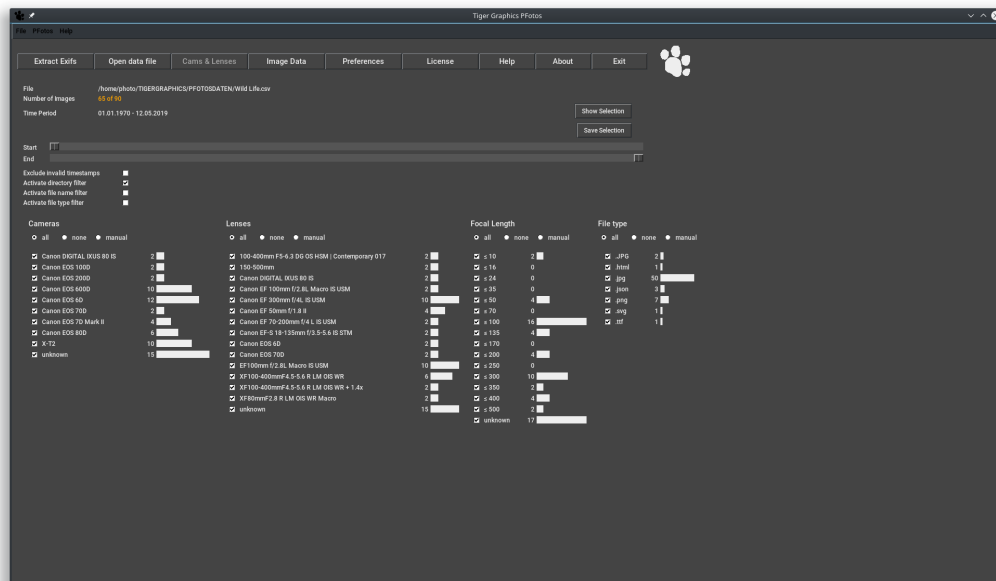 Tiger Graphics PFotos
File PFotos Help
Extract Exifs Open data file Cams & Lenses Image Data Preferences License Help About Exit
File /home/photo/TIGERGRAPHICS/PFOTOSDATEN/Wild Life.csv
Number of Images 65 of 90
Time Period 01.01.1970 - 12.05.2019
Show Selection
Save Selection
Start
End
Exclude invalid timestamps
Activate directory filter
Activate file name filter
Activate file type filter
Cameras
all none manual
Canon DIGITAL IXUS 80 IS 2
Canon EOS 100D 2
Canon EOS 200D 2
Canon EOS 600D 10
Canon EOS 6D 12
Canon EOS 70D 2
Canon EOS 7D Mark II 4
Canon EOS 80D 6
X-T2 10
unknown 15
Lenses
all none manual
100-400mm F5-6.3 DG OS HSM | Contemporary 017 2
150-500mm 2
Canon DIGITAL IXUS 80 IS 2
Canon EF 100mm f/2.8L Macro IS USM 2
Canon EF 300mm f/4L IS USM 10
Canon EF 50mm f/1.8 II 4
Canon EF 70-200mm f/4 L IS USM 2
Canon EF-S 18-135mm f/3.5-5.6 IS STM 2
Canon EOS 6D 2
Canon EOS 70D 2
EF100mm f/2.8L Macro IS USM 10
XF100-400mmF4.5-5.6 R LM OIS WR 6
XF100-400mmF4.5-5.6 R LM OIS WR + 1.4x 2
XF80mmF2.8 R LM OIS WR Macro 2
unknown 15
Focal Length
all none manual
≤ 10 2
≤ 16 0
≤ 24 0
≤ 35 0
≤ 50 4
≤ 70 0
≤ 100 16
≤ 135 4
≤ 170 0
≤ 200 4
≤ 250 0
≤ 300 10
≤ 350 2
≤ 400 4
≤ 500 2
unknown 17
File type
all none manual
.JPG 2
.html 1
.jpg 50
.json 3
.png 7
.svg 1
.ttf 1